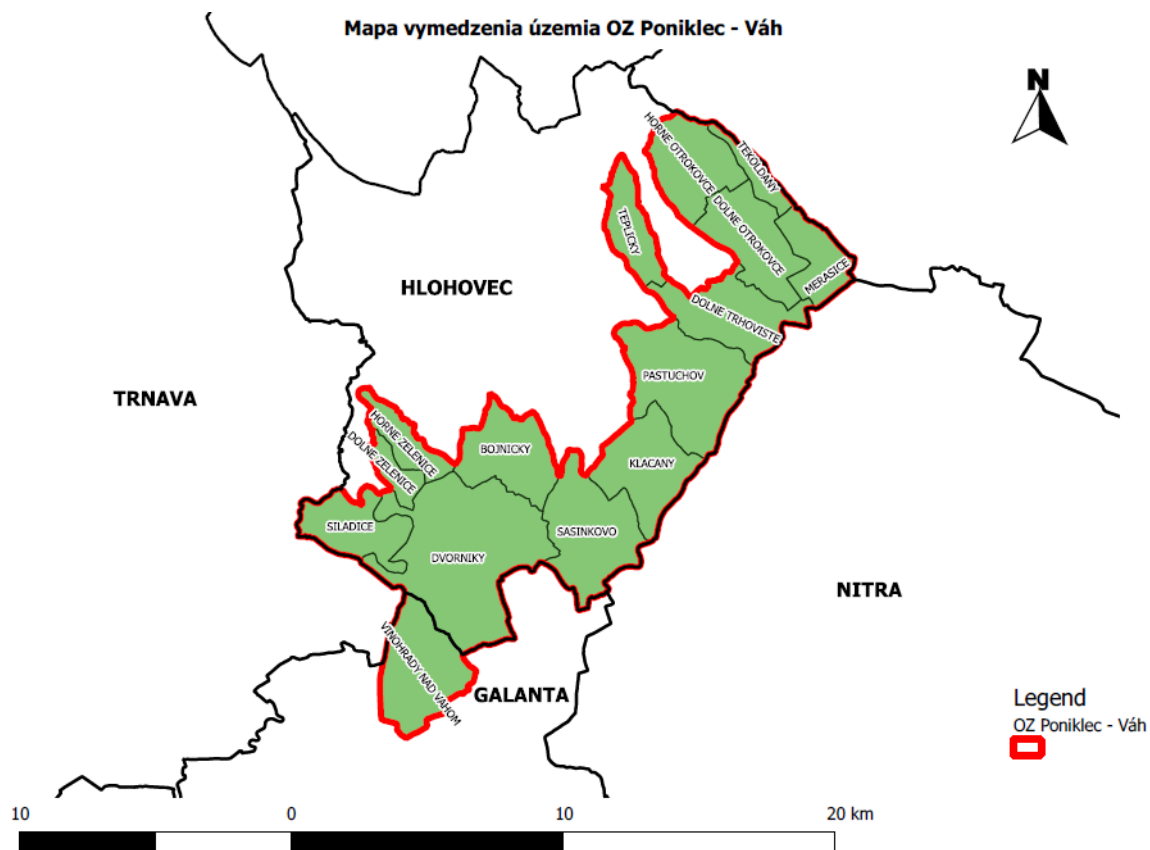 Mapa vymedzenia územia OZ Poniklec - Váh
N
HORNE OTROKOVCE
TEKOLDANY
TEPLICKY
DOLNE OTROKOVCE
MERASICE
HLOHOVEC
DOLNE TRHOVISTE
PASTUCHOV
TRNAVA
HORNE ZELENICE
DOLNE ZELENICE
BOJNICKY
KLACANY
SILADICE
SASINKOVO
DVORNIKY
NITRA
VINOHRADY NAD VAHOM
GALANTA
Legend
OZ Poniklec - Váh
10 0 10 20 km